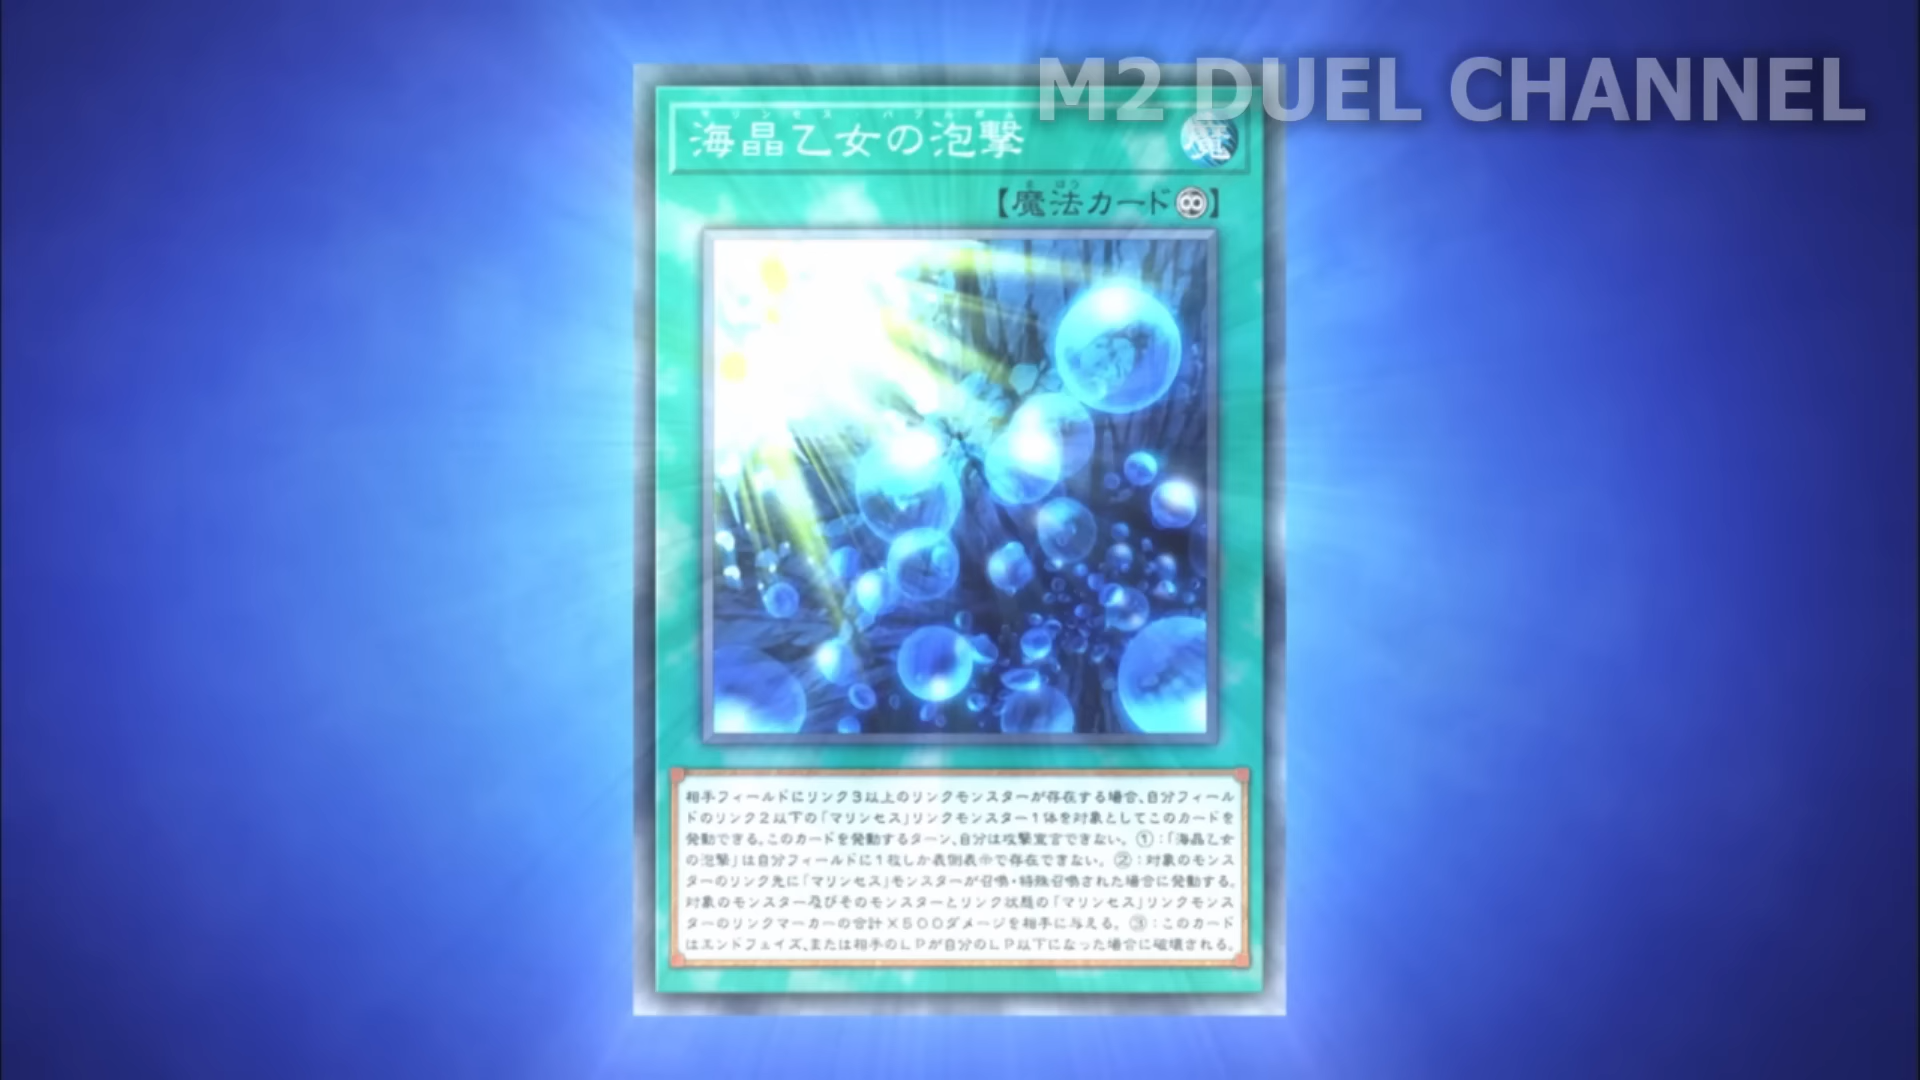 M2 DUEL CHANNEL
マリンセス バブルボム
海晶乙女の泡撃
魔
まほう
【魔法カード∞】
相手フィールドにリンク3以上のリンクモンスターが存在する場合、自分フィール
ドのリンク2以下の「マリンセス」リンクモンスター1体を対象としてこのカードを
発動できる。このカードを発動するターン、自分は攻撃宣言できない。①:「海晶乙女
の泡撃」は自分フィールドに1枚しか表側表示で存在できない。②:対象のモンス
ターのリンク先に「マリンセス」モンスターが召喚・特殊召喚された場合に発動する。
対象のモンスター及びそのモンスターとリンク状態の「マリンセス」リンクモンス
ターのリンクマーカーの合計×500ダメージを相手に与える。③:このカード
はエンドフェイズ、または相手のLPが自分のLP以下になった場合に破壊される。